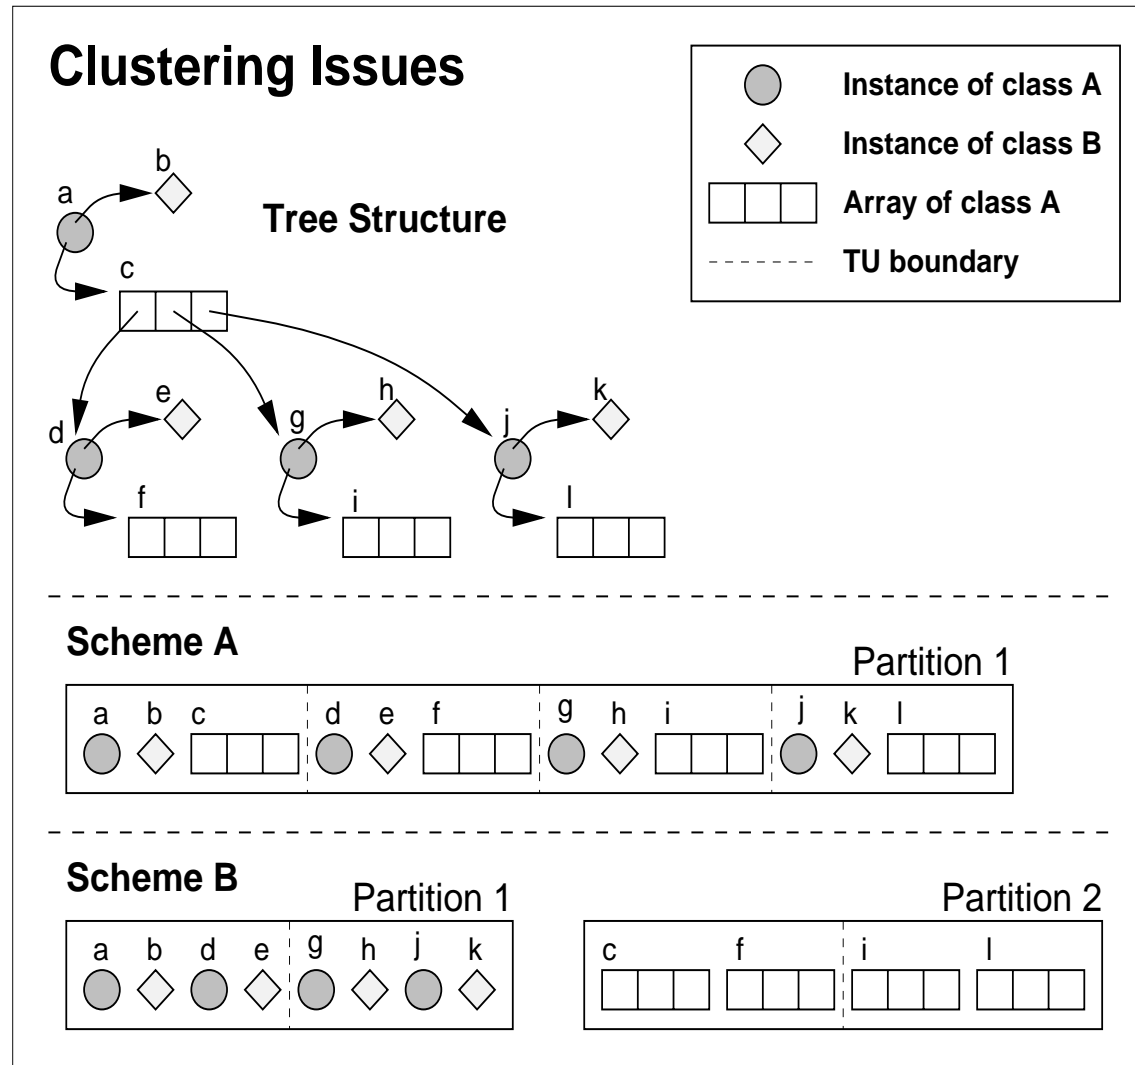 Clustering Issues
Instance of class A
Instance of class B
Array of class A
TU boundary
b
a
Tree Structure
c
e
h
k
d
g
j
f
i
l
Scheme A
Partition 1
a b c d e f g h i j k l
Scheme B
Partition 1
Partition 2
a b d e g h j k
c f i l